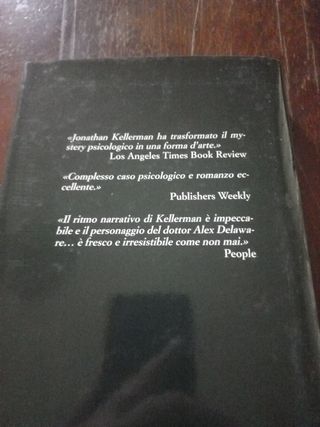 «Jonathan Kellerman ha trasformato il my-
stery psicologico in una forma d'arte.»
Los Angeles Times Book Review
«Complesso caso psicologico e romanzo ec-
cellente.»
Publishers Weekly
«Il ritmo narrativo di Kellerman è impecca-
bile e il personaggio del dottor Alex Delawa-
re... è fresco e irresistibile come non mai.»
People